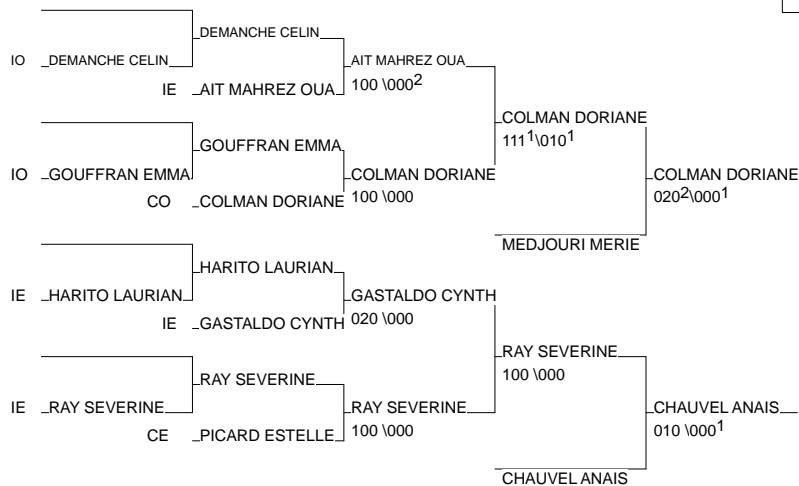 DEMANCHE CELIN
IO DEMANCHE CELIN AIT MAHREZ OUA
IE AIT MAHREZ OUA 100 \000²
COLMAN DORIANE
111¹\010¹
GOUFFRAN EMMA
IO GOUFFRAN EMMA COLMAN DORIANE COLMAN DORIANE
CO COLMAN DORIANE 100 \000 020²\000¹
MEDJOURI MERIE
HARITO LAURIAN
IE HARITO LAURIAN GASTALDO CYNTH
IE GASTALDO CYNTH 020 \000
RAY SEVERINE
100 \000
RAY SEVERINE
IE RAY SEVERINE RAY SEVERINE CHAUVEL ANAIS
CE PICARD ESTELLE 100 \000 010 \000¹
CHAUVEL ANAIS